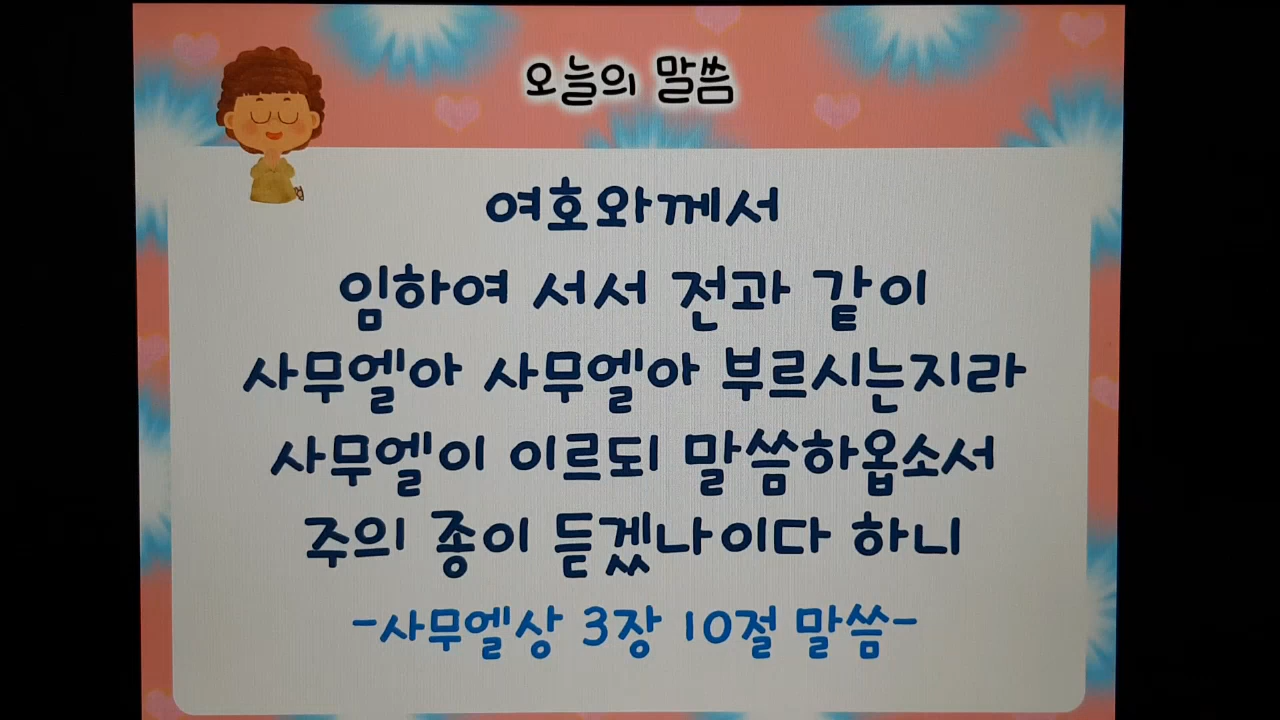 오늘의 말씀
여호와께서
임하여 서서 전과 같이
사무엘아 사무엘아 부르시는지라
사무엘이 이르되 말씀하옵소서
주의 종이 듣겠나이다 하니
-사무엘상 3장 10절 말씀-